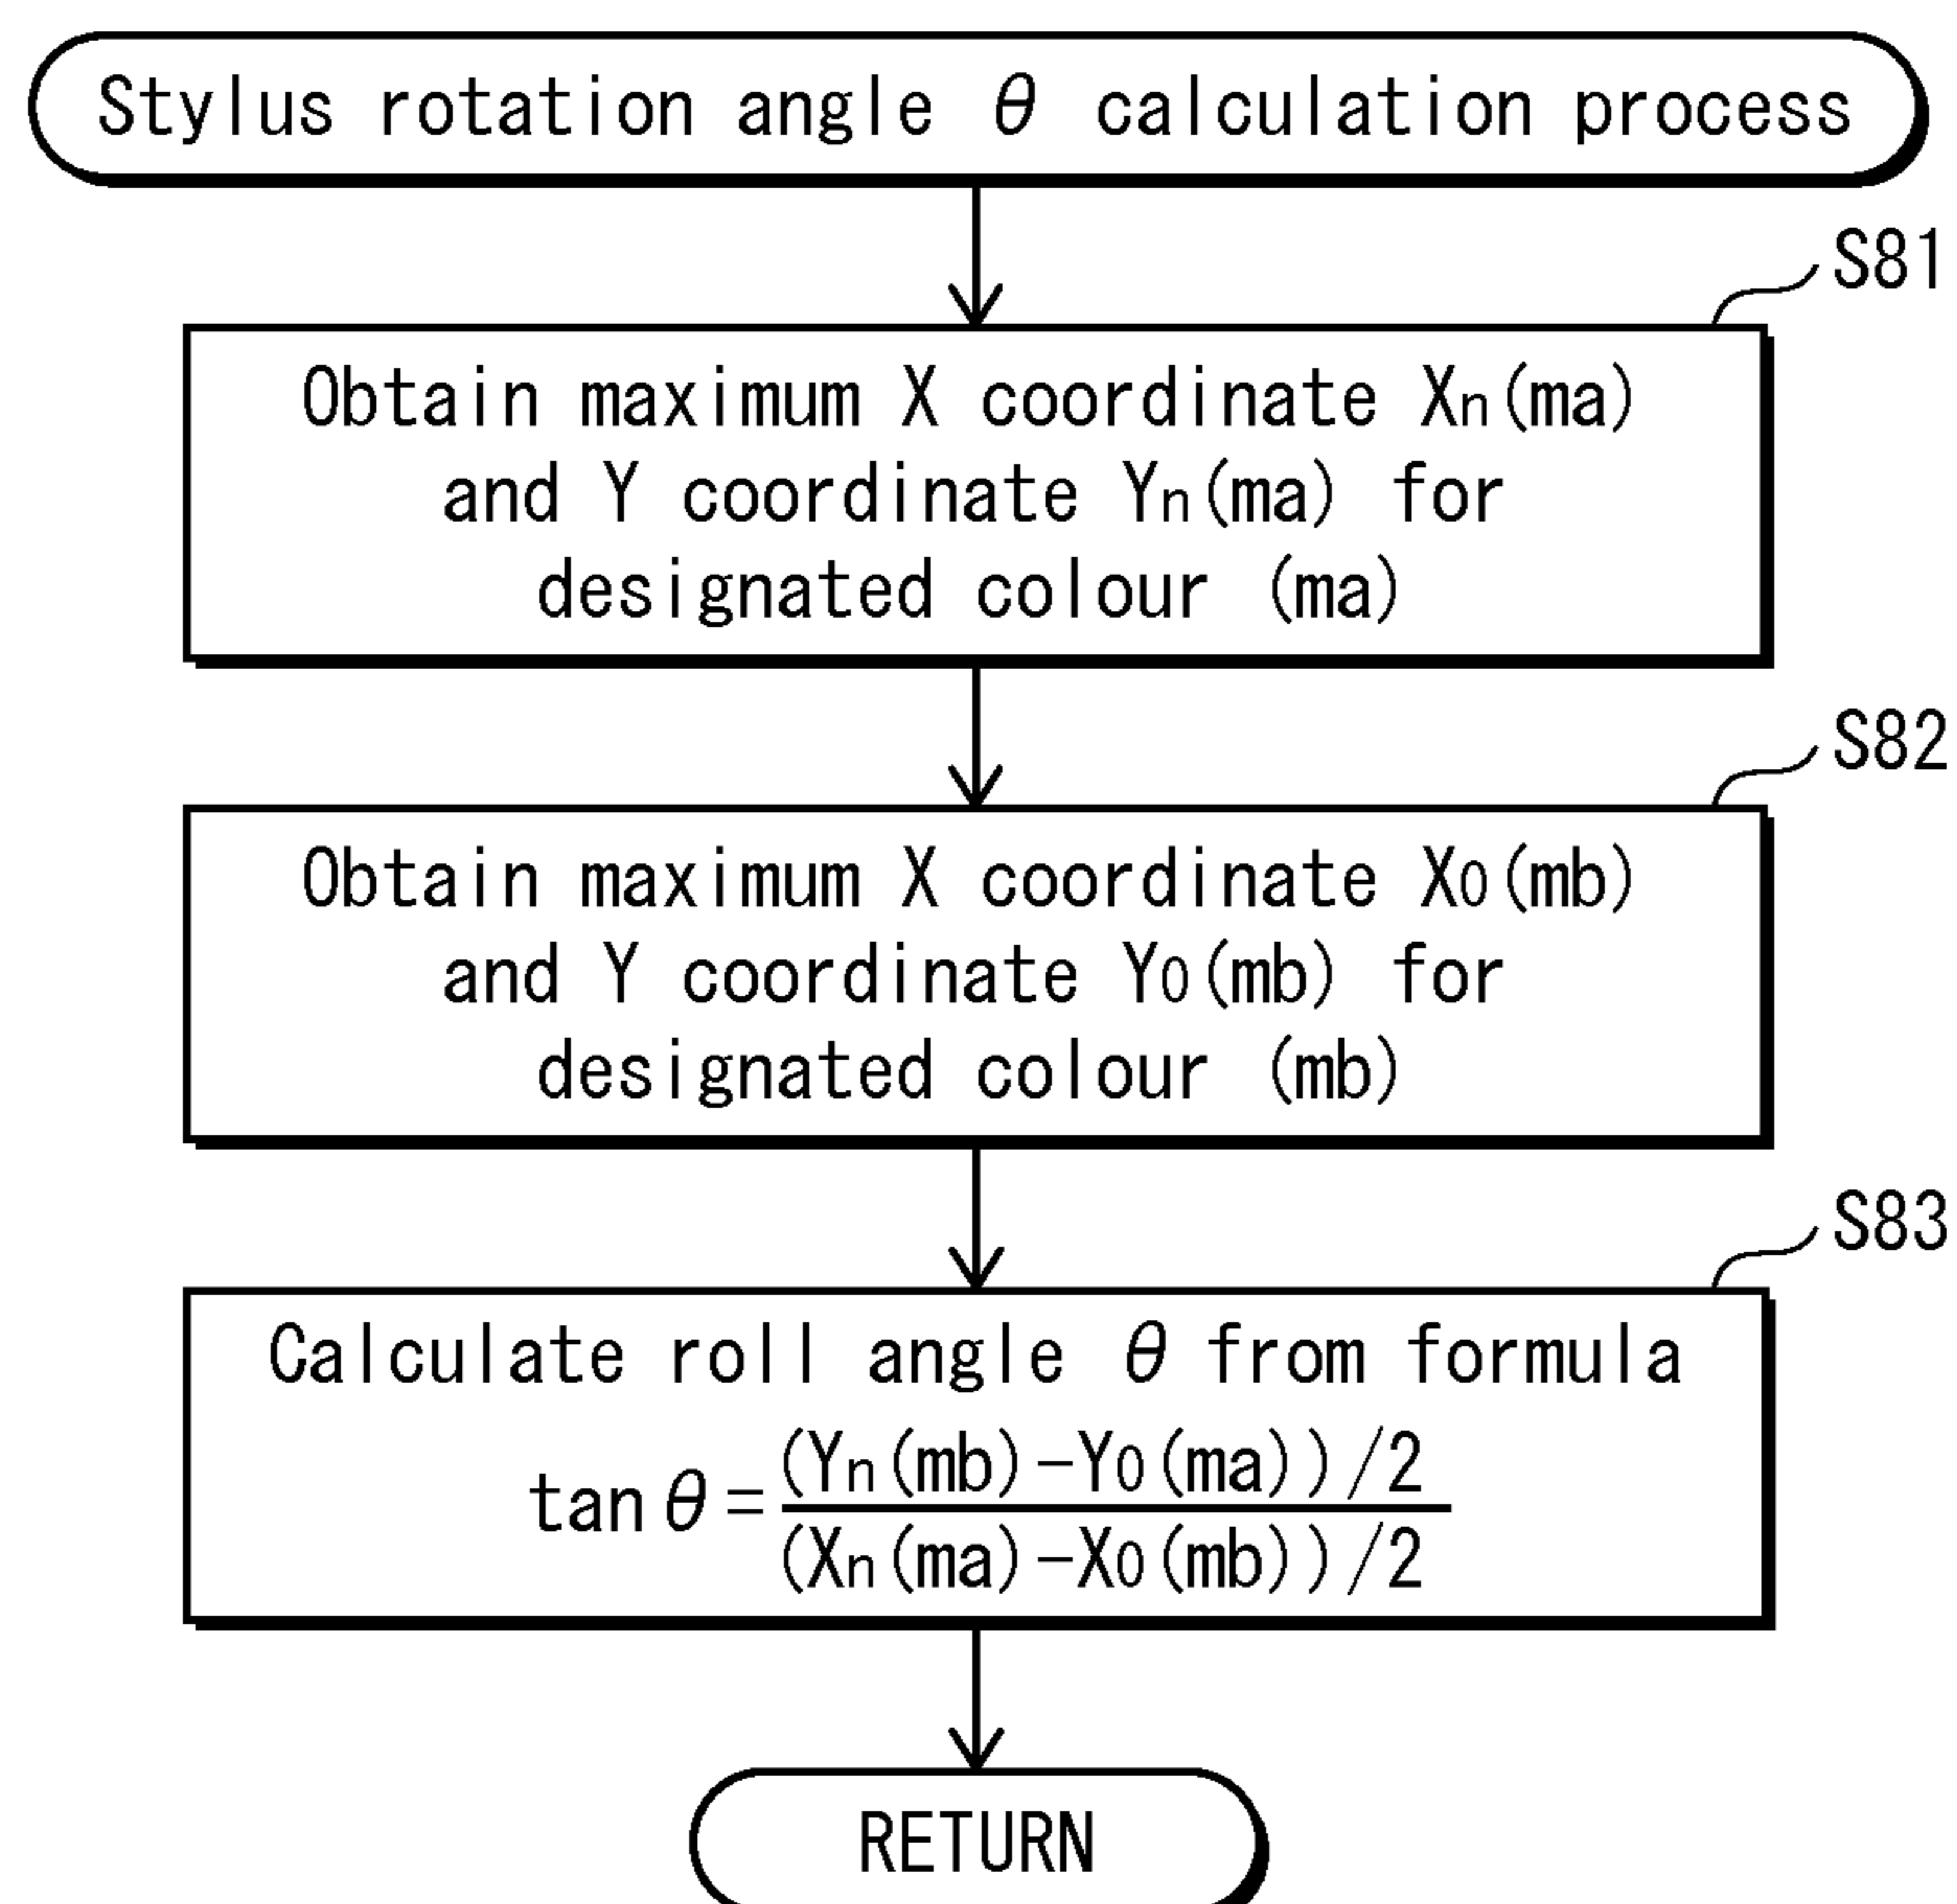 Stylus rotation angle θ calculation process
S81
Obtain maximum X coordinate Xn(ma)
and Y coordinate Yn(ma) for
designated colour (ma)
S82
Obtain maximum X coordinate X0(mb)
and Y coordinate Y0(mb) for
designated colour (mb)
S83
Calculate roll angle θ from formula
tan θ = (Yn(mb)-Y0(ma))/2
(Xn(ma)-X0(mb))/2
RETURN